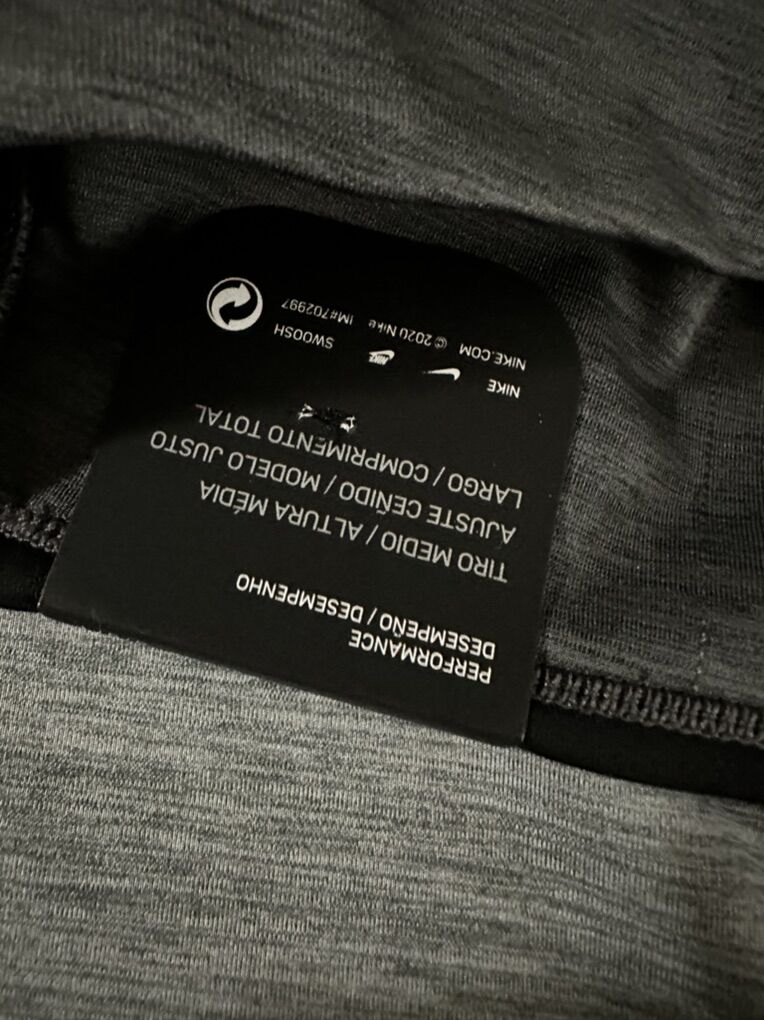 PERFORMANCE
DESEMPEÑO / DESEMPENHO
TIRO MEDIO / ALTURA MÉDIA
AJUSTE CEÑIDO / MODELO JUSTO
LARGO / COMPRIMENTO TOTAL
NIKE NIKE SWOOSH
NIKE.COM © 2020 Nike IM#702997